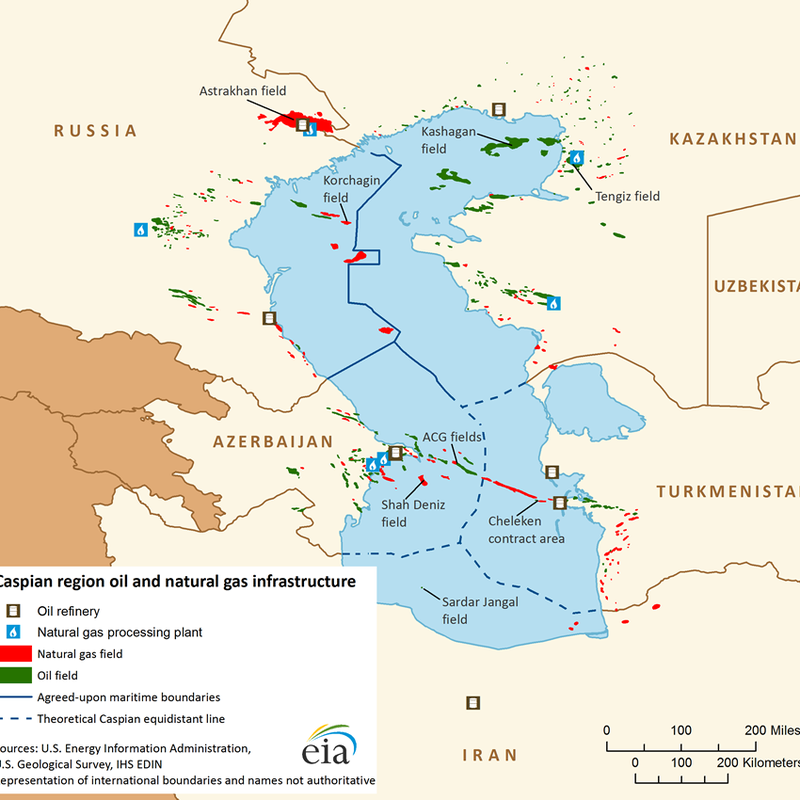 Astrakhan field
RUSSIA
Kashagan
field
KAZAKHSTAN
Korchagin
field
Tengiz field
UZBEKISTA
AZERBAIJAN
ACG fields
TURKMENISTA
Shah Deniz
field
Cheleken
contract area
Sardar Jangal
field
IRAN
0 100 200 Miles
0 100 200 Kilometers
Caspian region oil and natural gas infrastructure
Oil refinery
Natural gas processing plant
Natural gas field
Oil field
Agreed-upon maritime boundaries
Theoretical Caspian equidistant line
ources: U.S. Energy Information Administration,
.S. Geological Survey, IHS EDIN
epresentation of international boundaries and names not authoritative
eia